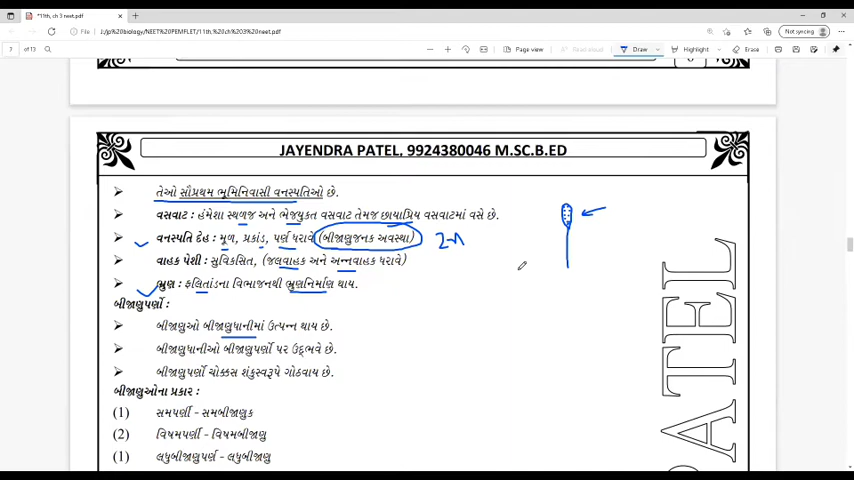 *11th, ch 3 neet.pdf
File | J:/p%20biology/NEET%20PEMFLET/11th.%20ch%203%20neet.pdf
Not syncing
7 of 13
Page view
Read aloud
Draw
Highlight
Erase
JAYENDRA PATEL, 9924380046 M.SC.B.ED
➤ તેઓ સૌપ્રથમ ભૂમિનિવાસી વનસ્પતિઓ છે.
➤ વસવાટ : હંમેશા સ્થળજ અને ભેજયુક્ત વસવાટ તેમજ છાયાપ્રિય વસવાટમાં વસે છે.
➤ વનસ્પતિ દેહ : મૂળ, પ્રકાંડ, પર્ણ ધરાવે (બીજાણુજનક અવસ્થા) 2n
➤ વાહક પેશી : સુવિકસિત, (જલવાહક અને અન્નવાહક ધરાવે)
➤ ભ્રુણ : ફલિતાંડના વિભાજનથી ભ્રુણનિર્માણ થાય.
બીજાણુપર્ણો :
➤ બીજાણુઓ બીજાણુધાનીમાં ઉત્પન્ન થાય છે.
➤ બીજાણુધાનીઓ બીજાણુપર્ણો પર ઉદ્ભવે છે.
➤ બીજાણુપર્ણો ચોક્કસ શંકુસ્વરૂપે ગોઠવાય છે.
બીજાણુઓના પ્રકાર :
(1) સમપર્ણી - સમબીજાણુક
(2) વિષમપર્ણી - વિષમબીજાણુ
(1) લઘુબીજાણુપર્ણ - લઘુબીજાણુ
PATEL